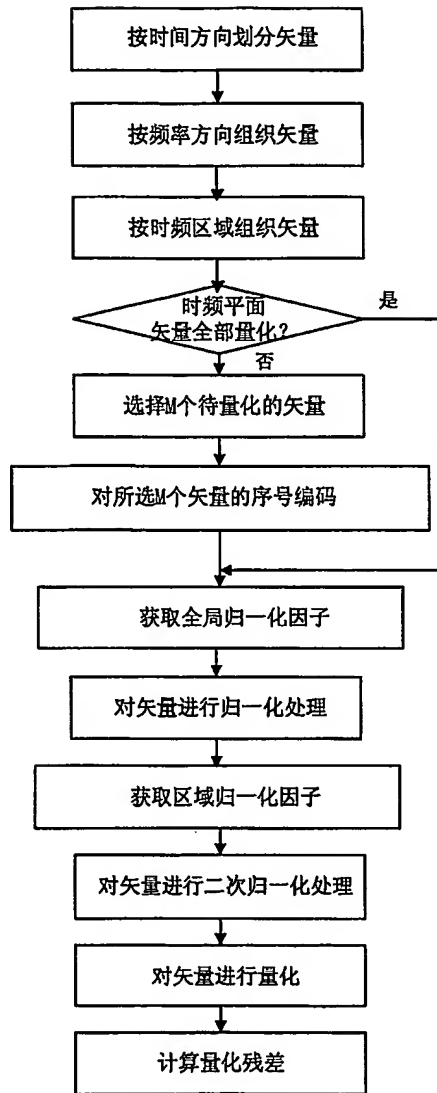 按时间方向划分矢量
按频率方向组织矢量
按时频区域组织矢量
时频平面
矢量全部量化?
是
否
选择M个待量化的矢量
对所选M个矢量的序号编码
获取全局归一化因子
对矢量进行归一化处理
获取区域归一化因子
对矢量进行二次归一化处理
对矢量进行量化
计算量化残差